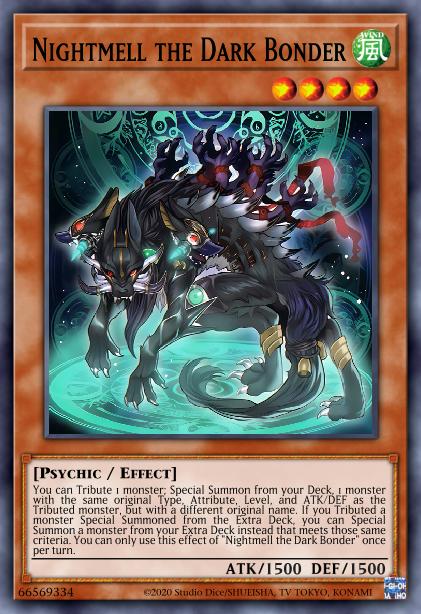 Nightmell the Dark Bonder
WIND
風
[Psychic / Effect]
You can Tribute 1 monster; Special Summon from your Deck, 1 monster
with the same original Type, Attribute, Level, and ATK/DEF as the
Tributed monster, but with a different original name. If you Tributed a
monster Special Summoned from the Extra Deck, you can Special
Summon a monster from your Extra Deck instead that meets those same
criteria. You can only use this effect of "Nightmell the Dark Bonder" once
per turn.
ATK/1500 DEF/1500
66569334
©2020 Studio Dice/SHUEISHA, TV TOKYO, KONAMI